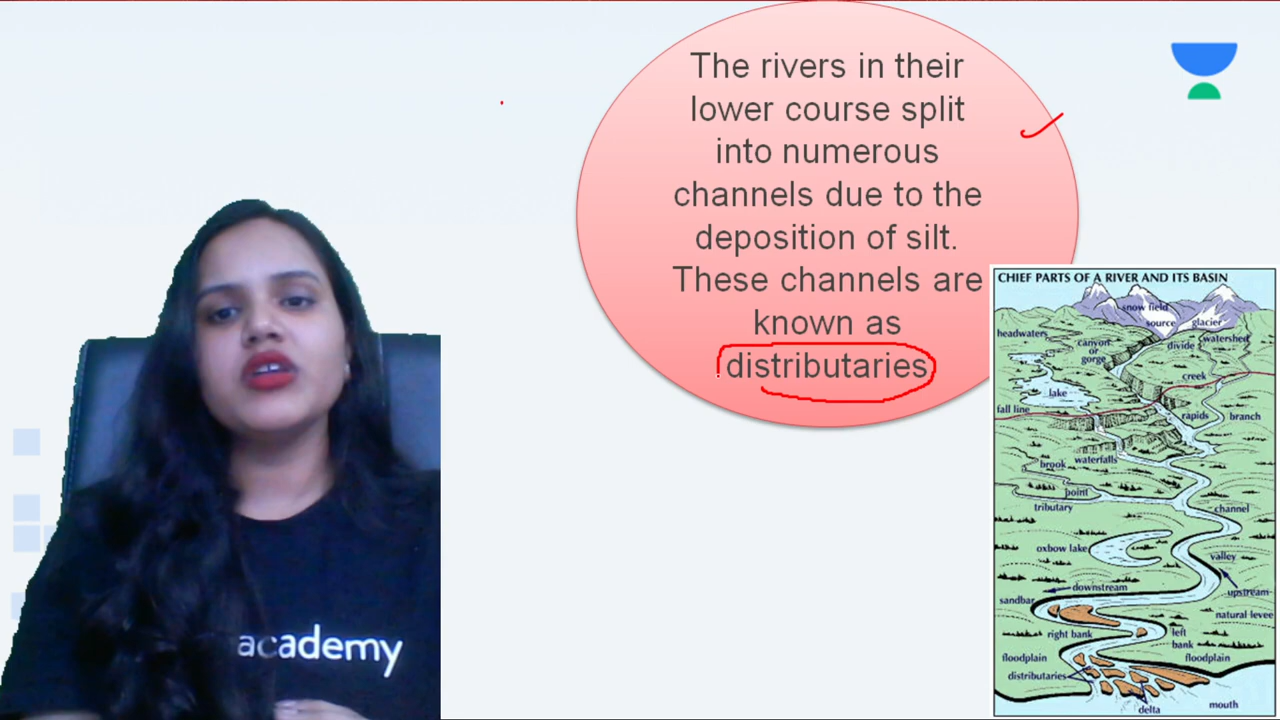 The rivers in their
lower course split
into numerous
channels due to the
deposition of silt.
These channels are
known as
distributaries
CHIEF PARTS OF A RIVER AND ITS BASIN
snow field
source
glacier
headwaters
canyon
or
gorge
divide
watershed
creek
lake
fall line
rapids
branch
brook
waterfalls
point
tributary
channel
oxbow lake
valley
downstream
upstream
sandbar
natural levee
right bank
left
bank
floodplain
floodplain
distributaries
delta
mouth
academy